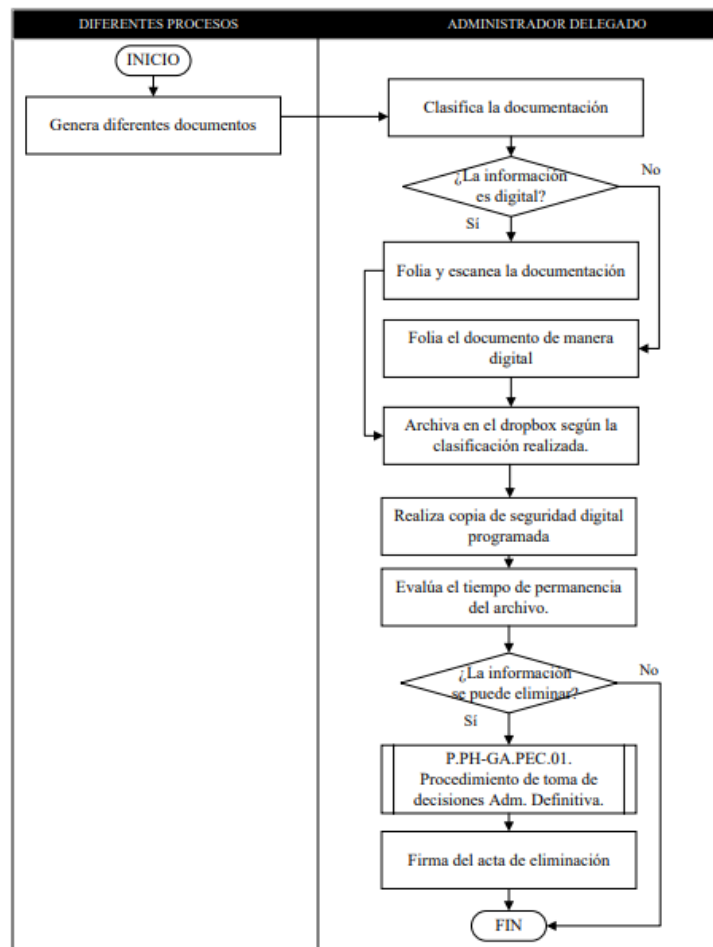 DIFERENTES PROCESOS
ADMINISTRADOR DELEGADO
INICIO
Genera diferentes documentos
Clasifica la documentación
¿La información
es digital?
No
Sí
Folia y escanea la documentación
Folia el documento de manera
digital
Archiva en el dropbox según la
clasificación realizada.
Realiza copia de seguridad digital
programada
Evalúa el tiempo de permanencia
del archivo.
¿La información
se puede eliminar?
No
Sí
P.PH-GA.PEC.01.
Procedimiento de toma de
decisiones Adm. Definitiva.
Firma del acta de eliminación
FIN